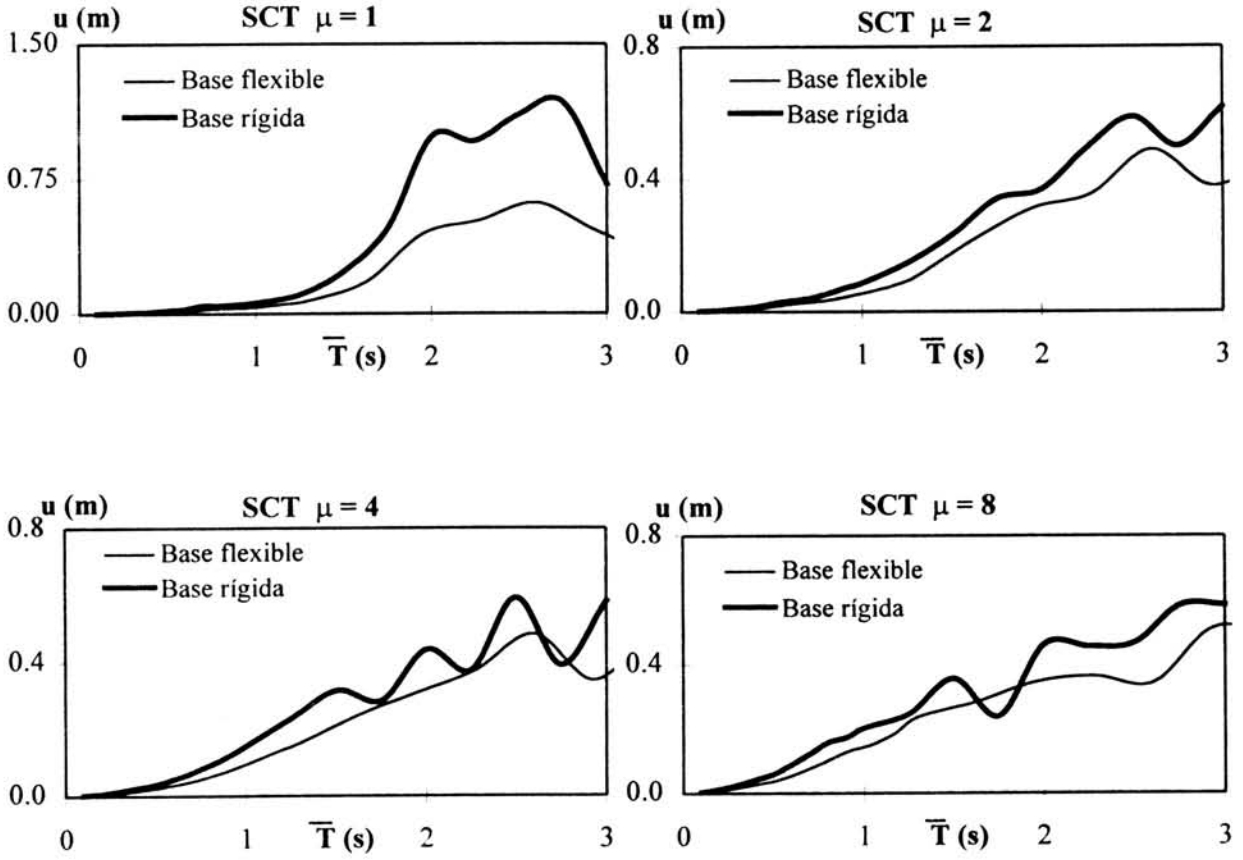 u (m) SCT μ = 1
1.50
Base flexible
Base rígida
0.75
0.00
0 1 T̅ (s) 2 3
u (m) SCT μ = 2
0.8
Base flexible
Base rígida
0.4
0.0
0 1 T̅ (s) 2 3
u (m) SCT μ = 4
0.8
Base flexible
Base rígida
0.4
0.0
0 1 T̅ (s) 2 3
u (m) SCT μ = 8
0.8
Base flexible
Base rígida
0.4
0.0
0 1 T̅ (s) 2 3